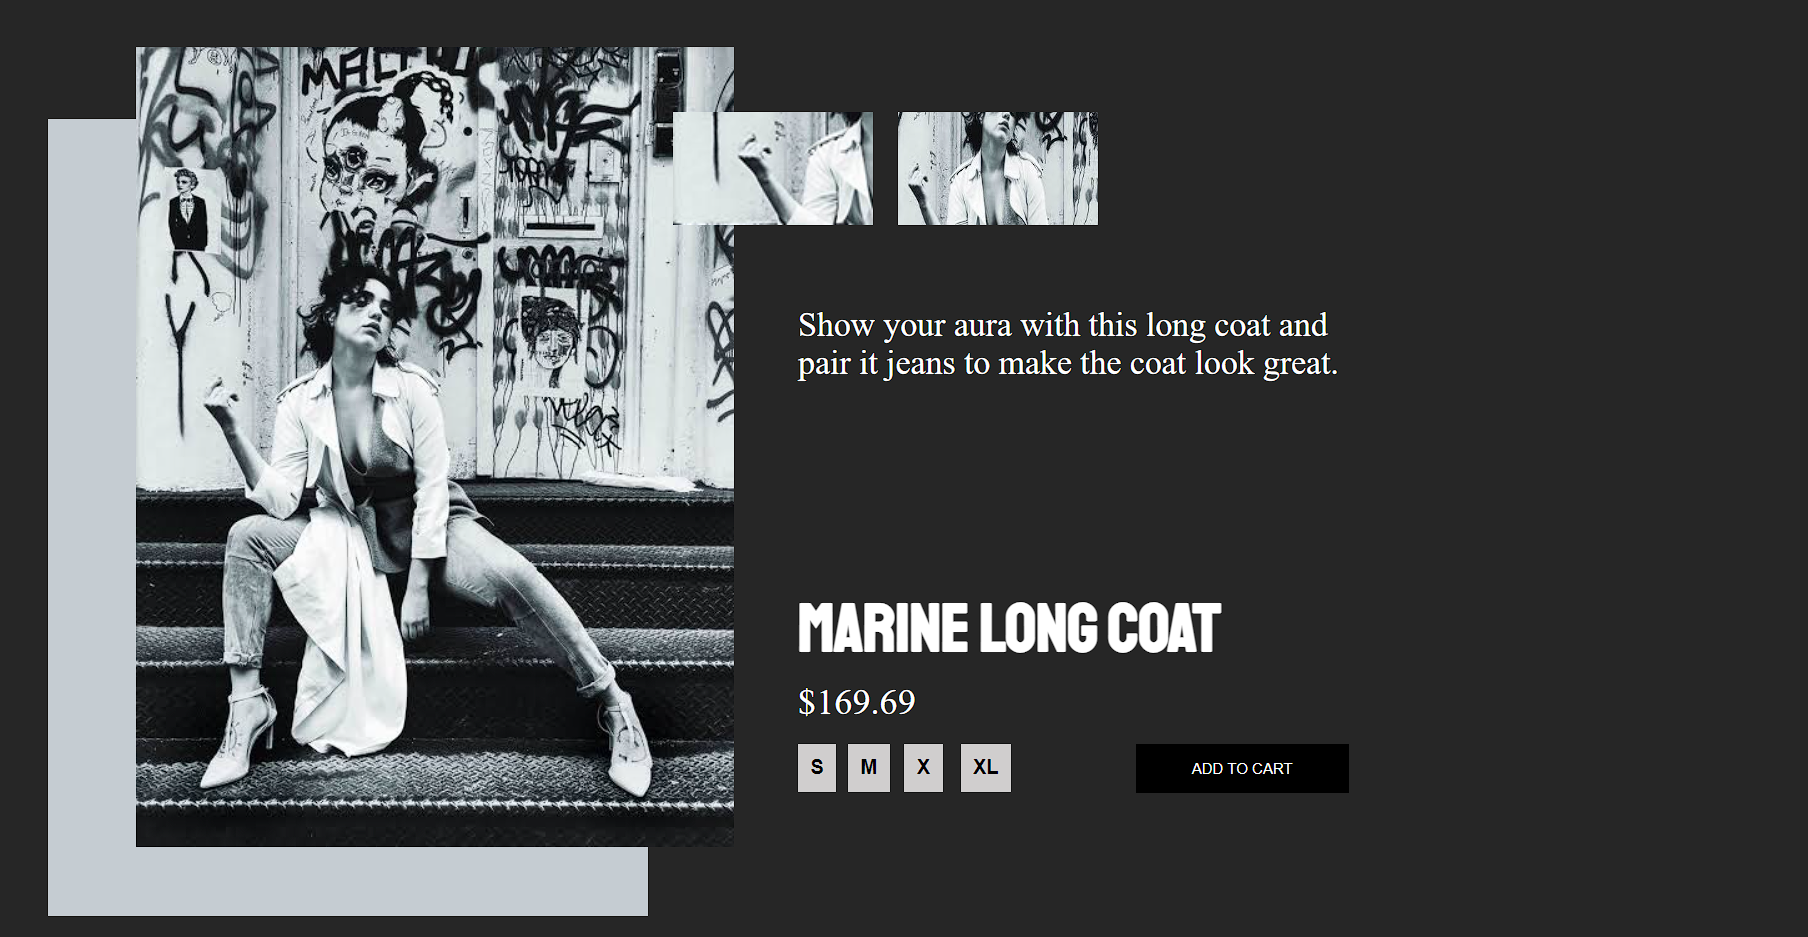 Show your aura with this long coat and
pair it jeans to make the coat look great.
MARINE LONG COAT
$169.69
S M X XL
ADD TO CART